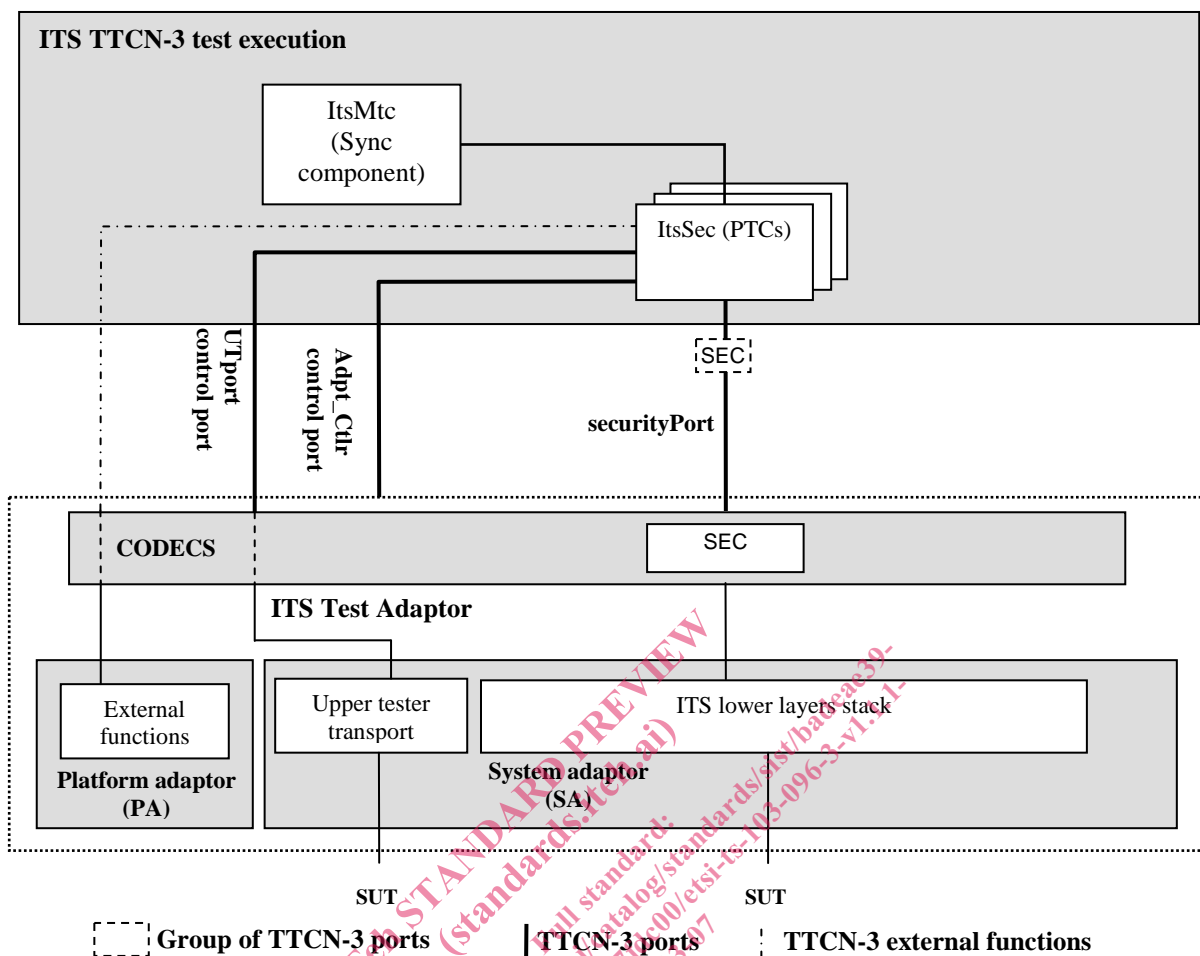 ITS TTCN-3 test execution
ItsMtc
(Sync
component)
ItsSec (PTCs)
UTport
control port
Adpt_Ctlr
control port
SEC
securityPort
CODECS
SEC
ITS Test Adaptor
External
functions
Upper tester
transport
ITS lower layers stack
Platform adaptor
(PA)
System adaptor
(SA)
SUT
SUT
Group of TTCN-3 ports
TTCN-3 ports
TTCN-3 external functions
STANDARD PREVIEW
(standards.iteh.ai)
Full standard: